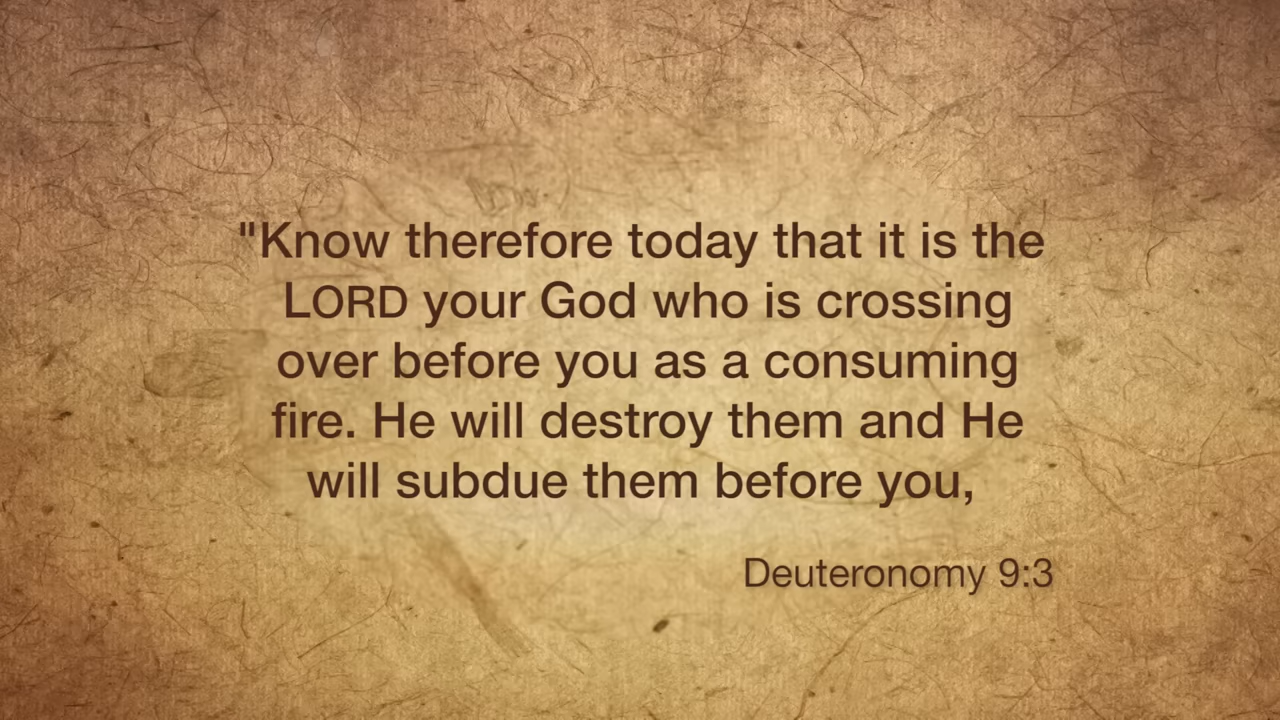 "Know therefore today that it is the
LORD your God who is crossing
over before you as a consuming
fire. He will destroy them and He
will subdue them before you,
Deuteronomy 9:3